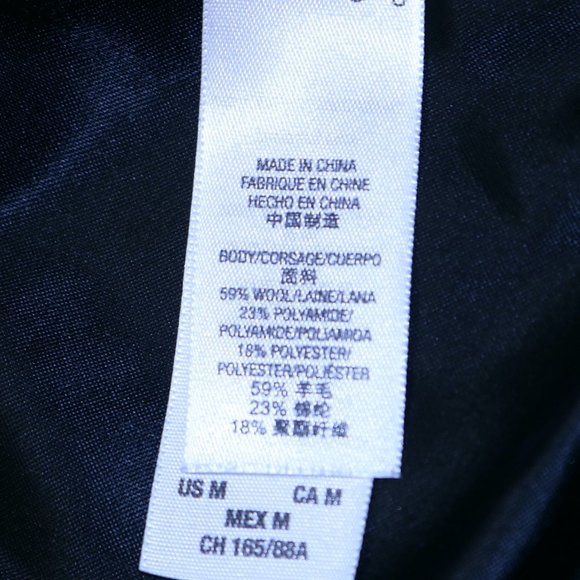 MADE IN CHINA
FABRIQUE EN CHINE
HECHO EN CHINA
中国制造
BODY/CORSAGE/CUERPO
面料
59% WOOL/LAINE/LANA
23% POLYAMIDE/
POLYAMIDE/POLIAMIDA
18% POLYESTER/
POLYESTER/POLIÉSTER
59% 羊毛
23% 锦纶
18% 聚酯纤维
US M CA M
MEX M
CH 165/88A